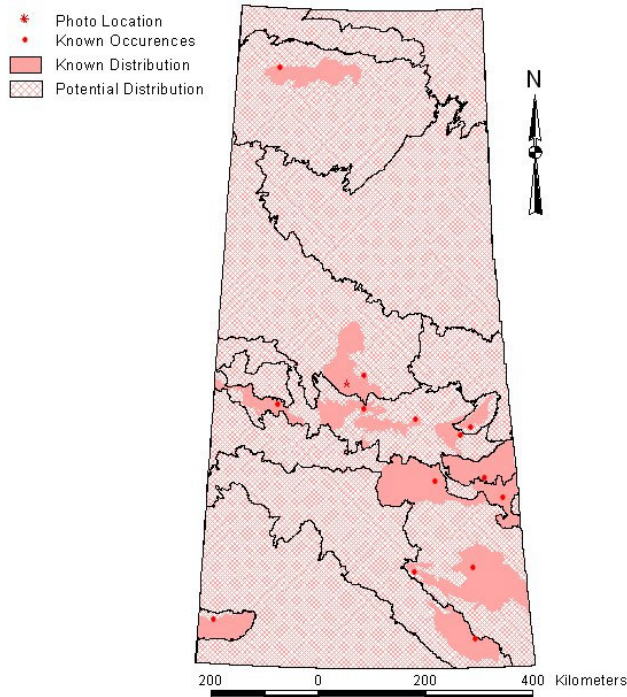 Photo Location
Known Occurences
Known Distribution
Potential Distribution
N
200 0 200 400 Kilometers